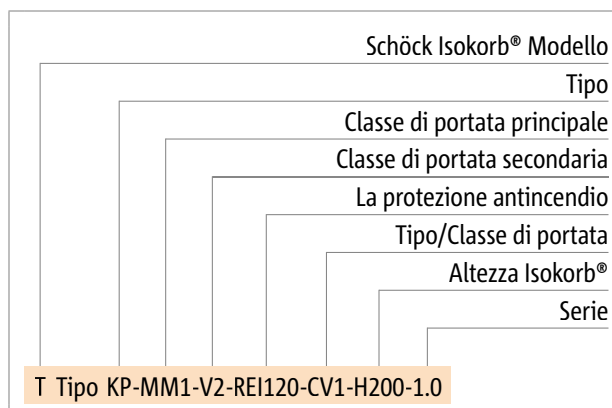 Schöck Isokorb® Modello
Tipo
Classe di portata principale
Classe di portata secondaria
La protezione antincendio
Tipo/Classe di portata
Altezza Isokorb®
Serie
T Tipo KP-MM1-V2-REI120-CV1-H200-1.0